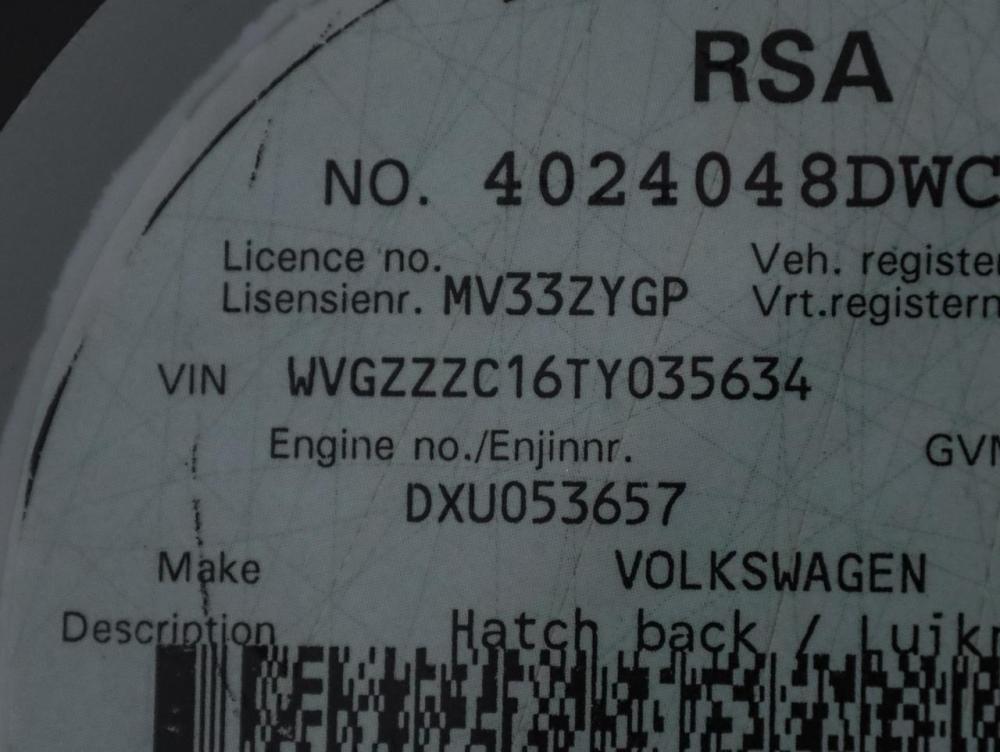 RSA
NO. 4024048DWC
Licence no.
Lisensienr. MV33ZYGP
Veh. register
Vrt.registern
VIN WVGZZZC16TY035634
Engine no./Enjinnr.
GVM
DXU053657
Make VOLKSWAGEN
Description Hatch back / Luikr